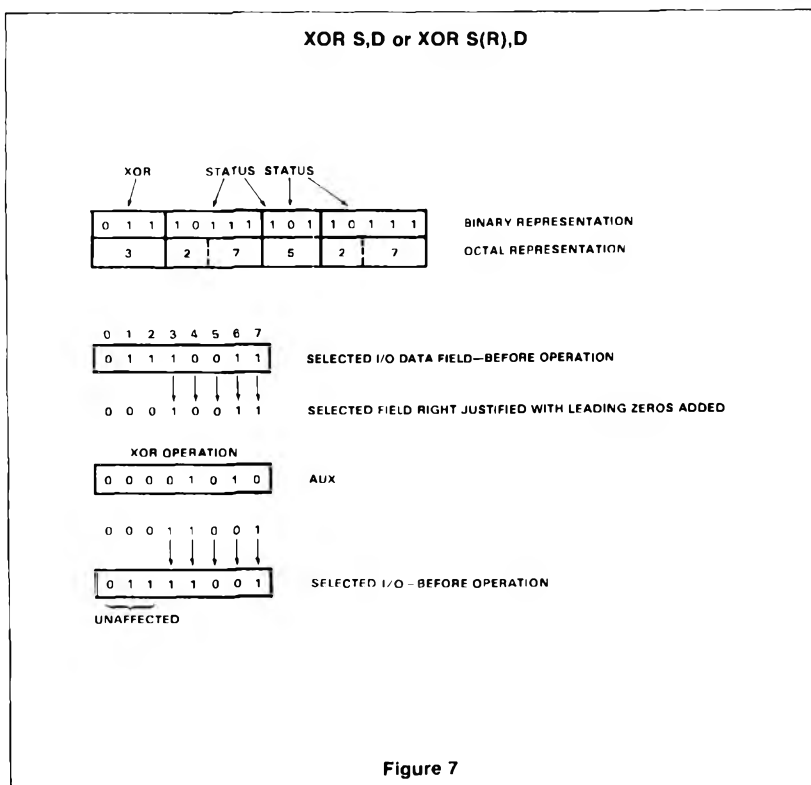 XOR S,D or XOR S(R),D
XOR STATUS STATUS
0 1 1 1 0 1 1 1 1 0 1 1 0 1 1 1 BINARY REPRESENTATION
3 2 7 5 2 7 OCTAL REPRESENTATION
0 1 2 3 4 5 6 7
0 1 1 1 0 0 1 1 SELECTED I/O DATA FIELD—BEFORE OPERATION
0 0 0 1 0 0 1 1 SELECTED FIELD RIGHT JUSTIFIED WITH LEADING ZEROS ADDED
XOR OPERATION
0 0 0 0 1 0 1 0 AUX
0 0 0 1 1 0 0 1
0 1 1 1 1 0 0 1 SELECTED I/O – BEFORE OPERATION
UNAFFECTED
Figure 7